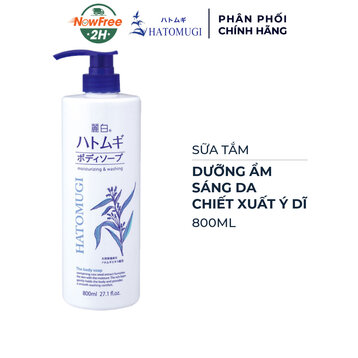 NowFree
2H
ハトムギ
HATOMUGI
PHÂN PHỐI
CHÍNH HÃNG
麗白®
ハトムギ
ボディソープ
moisturizing & washing
HATOMUGI
The body soap
800ml 27.1 fl.oz.
SỮA TẮM
DƯỠNG ẨM
SÁNG DA
CHIẾT XUẤT Ý DĨ
800ML